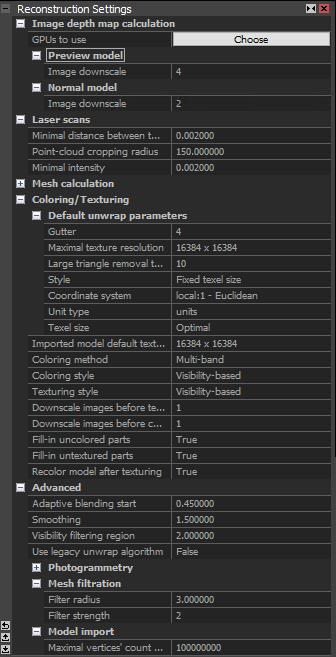 Reconstruction Settings
Image depth map calculation
GPUs to use Choose
Preview model
Image downscale 4
Normal model
Image downscale 2
Laser scans
Minimal distance between t... 0.002000
Point-cloud cropping radius 150.000000
Minimal intensity 0.002000
Mesh calculation
Coloring/Texturing
Default unwrap parameters
Gutter 4
Maximal texture resolution 16384 x 16384
Large triangle removal t... 10
Style Fixed texel size
Coordinate system local:1 - Euclidean
Unit type units
Texel size Optimal
Imported model default text... 16384 x 16384
Coloring method Multi-band
Coloring style Visibility-based
Texturing style Visibility-based
Downscale images before te... 1
Downscale images before c... 1
Fill-in uncolored parts True
Fill-in untextured parts True
Recolor model after texturing True
Advanced
Adaptive blending start 0.450000
Smoothing 1.500000
Visibility filtering region 2.000000
Use legacy unwrap algorithm False
Photogrammetry
Mesh filtration
Filter radius 3.000000
Filter strength 2
Model import
Maximal vertices' count ... 100000000